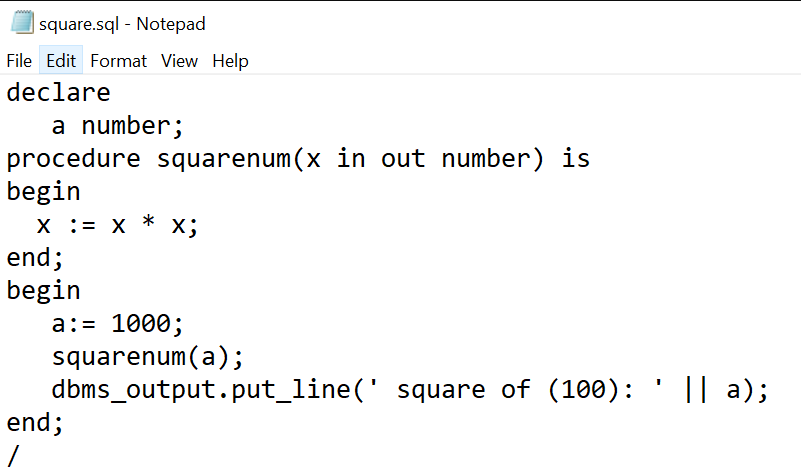 square.sql - Notepad
File Edit Format View Help
declare
   a number;
procedure squarenum(x in out number) is
begin
  x := x * x;
end;
begin
   a:= 1000;
   squarenum(a);
   dbms_output.put_line(' square of (100): ' || a);
end;
/